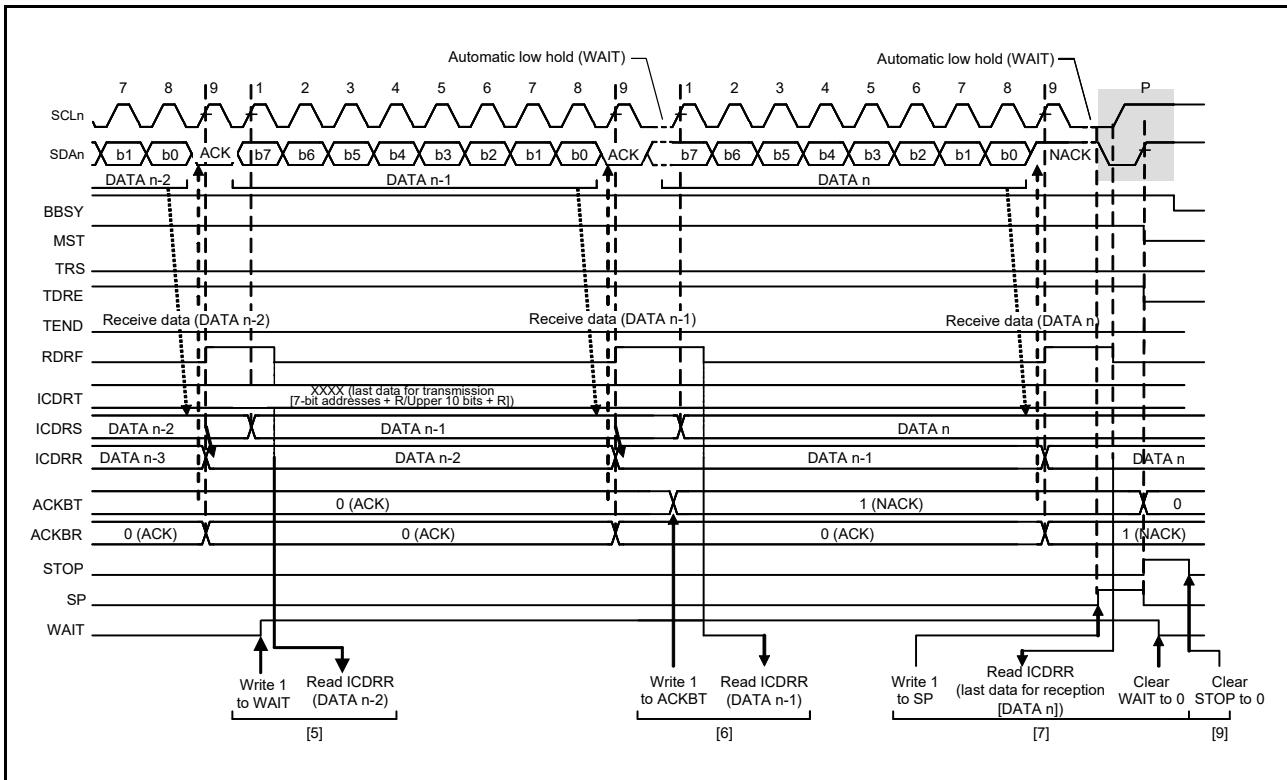 Automatic low hold (WAIT) Automatic low hold (WAIT)
7 8 9 1 2 3 4 5 6 7 8 9 1 2 3 4 5 6 7 8 9 P
SCLn
SDAn b1 b0 ACK b7 b6 b5 b4 b3 b2 b1 b0 ACK b7 b6 b5 b4 b3 b2 b1 b0 NACK
DATA n-2 DATA n-1 DATA n
BBSY
MST
TRS
TDRE
TEND Receive data (DATA n-2) Receive data (DATA n-1) Receive data (DATA n)
RDRF
ICDRT XXXX (last data for transmission
[7-bit addresses + R/Upper 10 bits + R])
ICDRS DATA n-2 DATA n-1 DATA n
ICDRR DATA n-3 DATA n-2 DATA n-1 DATA n
ACKBT 0 (ACK) 1 (NACK) 0
ACKBR 0 (ACK) 0 (ACK) 0 (ACK) 1 (NACK)
STOP
SP
WAIT
Write 1
to WAIT
Read ICDRR
(DATA n-2)
[5]
Write 1
to ACKBT
Read ICDRR
(DATA n-1)
[6]
Write 1
to SP
Read ICDRR
(last data for reception
[DATA n])
Clear
WAIT to 0
[7]
Clear
STOP to 0
[9]